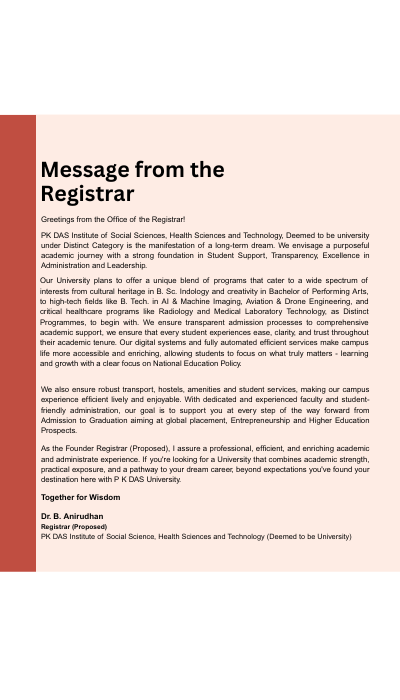 Message from the
Registrar
Greetings from the Office of the Registrar!
PK DAS Institute of Social Sciences, Health Sciences and Technology, Deemed to be university
under Distinct Category is the manifestation of a long-term dream. We envisage a purposeful
academic journey with a strong foundation in Student Support, Transparency, Excellence in
Administration and Leadership.
Our University plans to offer a unique blend of programs that cater to a wide spectrum of
interests from cultural heritage in B. Sc. Indology and creativity in Bachelor of Performing Arts,
to high-tech fields like B. Tech. in AI & Machine Imaging, Aviation & Drone Engineering, and
critical healthcare programs like Radiology and Medical Laboratory Technology, as Distinct
Programmes, to begin with. We ensure transparent admission processes to comprehensive
academic support, we ensure that every student experiences ease, clarity, and trust throughout
their academic tenure. Our digital systems and fully automated efficient services make campus
life more accessible and enriching, allowing students to focus on what truly matters - learning
and growth with a clear focus on National Education Policy.
We also ensure robust transport, hostels, amenities and student services, making our campus
experience efficient lively and enjoyable. With dedicated and experienced faculty and student-
friendly administration, our goal is to support you at every step of the way forward from
Admission to Graduation aiming at global placement, Entrepreneurship and Higher Education
Prospects.
As the Founder Registrar (Proposed), I assure a professional, efficient, and enriching academic
and administrate experience. If you're looking for a University that combines academic strength,
practical exposure, and a pathway to your dream career, beyond expectations you've found your
destination here with P K DAS University.
Together for Wisdom
Dr. B. Anirudhan
Registrar (Proposed)
PK DAS Institute of Social Science, Health Sciences and Technology (Deemed to be University)